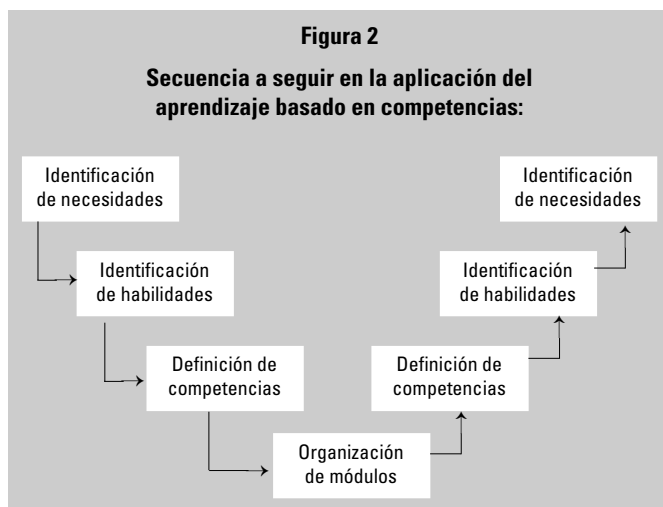 Figura 2
Secuencia a seguir en la aplicación del
aprendizaje basado en competencias:
Identificación
de necesidades
Identificación
de necesidades
Identificación
de habilidades
Identificación
de habilidades
Definición de
competencias
Definición de
competencias
Organización
de módulos